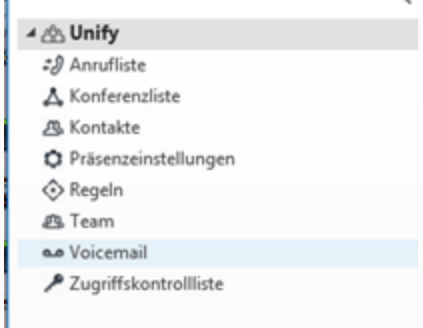 Unify
Anrufliste
Konferenzliste
Kontakte
Präsenzeinstellungen
Regeln
Team
Voicemail
Zugriffskontrollliste